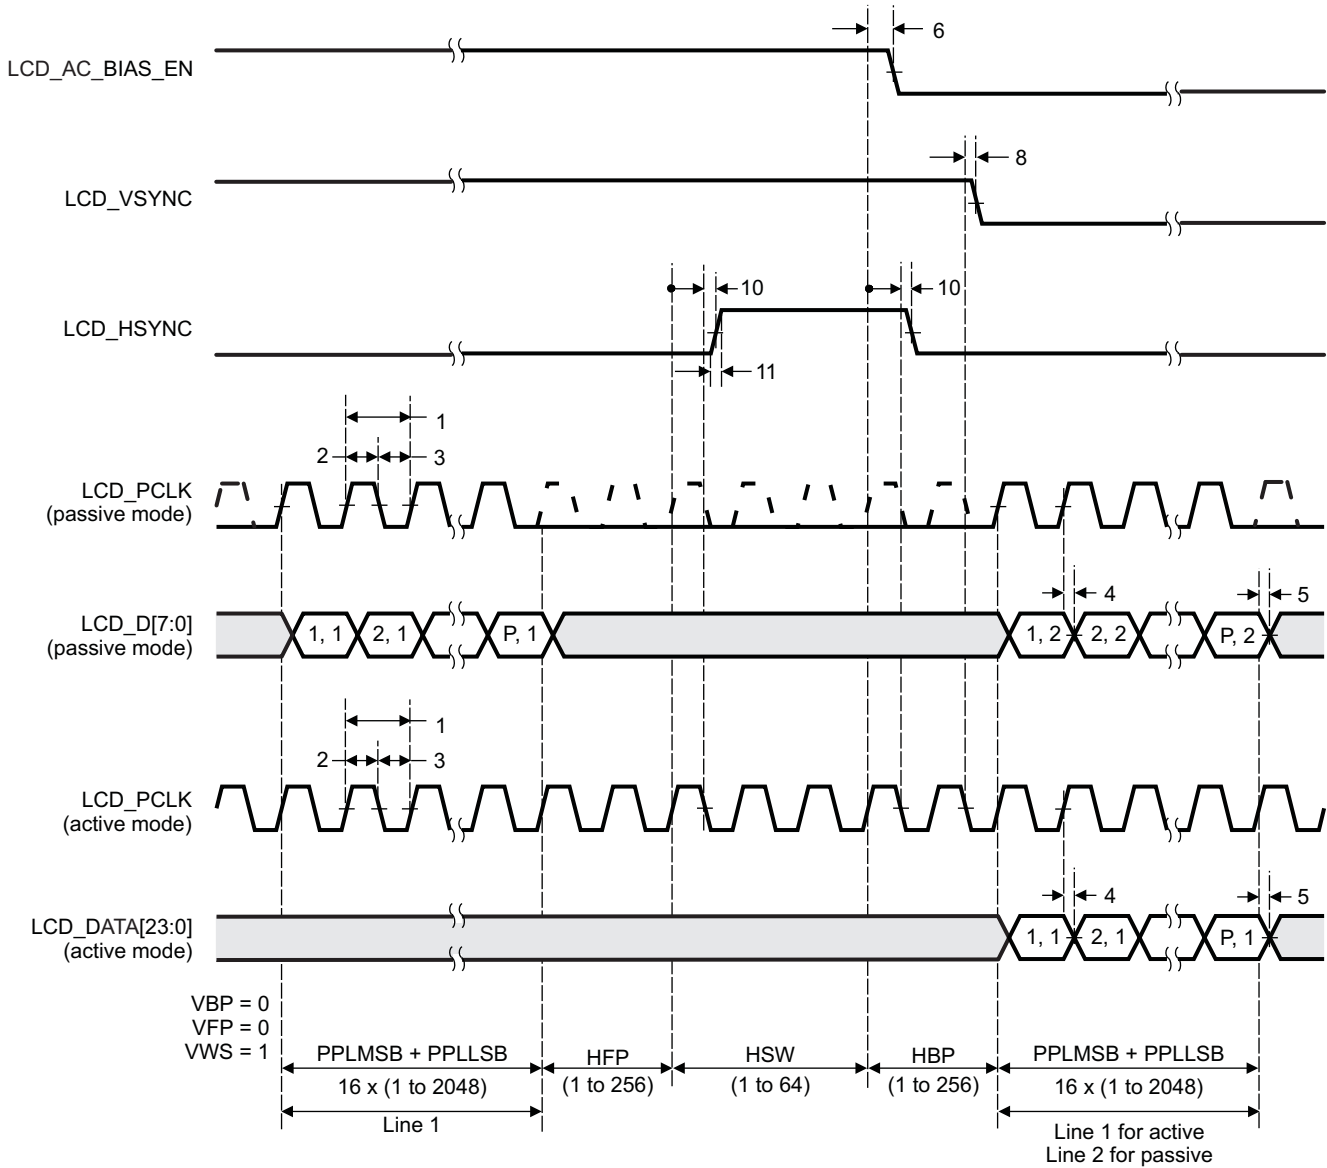 6
LCD_AC_BIAS_EN
8
LCD_VSYNC
10
10
LCD_HSYNC
11
1
2
3
LCD_PCLK
(passive mode)
4
5
LCD_D[7:0]
(passive mode)
1, 1
2, 1
P, 1
1, 2
2, 2
P, 2
1
2
3
LCD_PCLK
(active mode)
4
5
LCD_DATA[23:0]
(active mode)
1, 1
2, 1
P, 1
VBP = 0
VFP = 0
VWS = 1
PPLMSB + PPLLSB
16 x (1 to 2048)
HFP
(1 to 256)
HSW
(1 to 64)
HBP
(1 to 256)
PPLMSB + PPLLSB
16 x (1 to 2048)
Line 1
Line 1 for active
Line 2 for passive